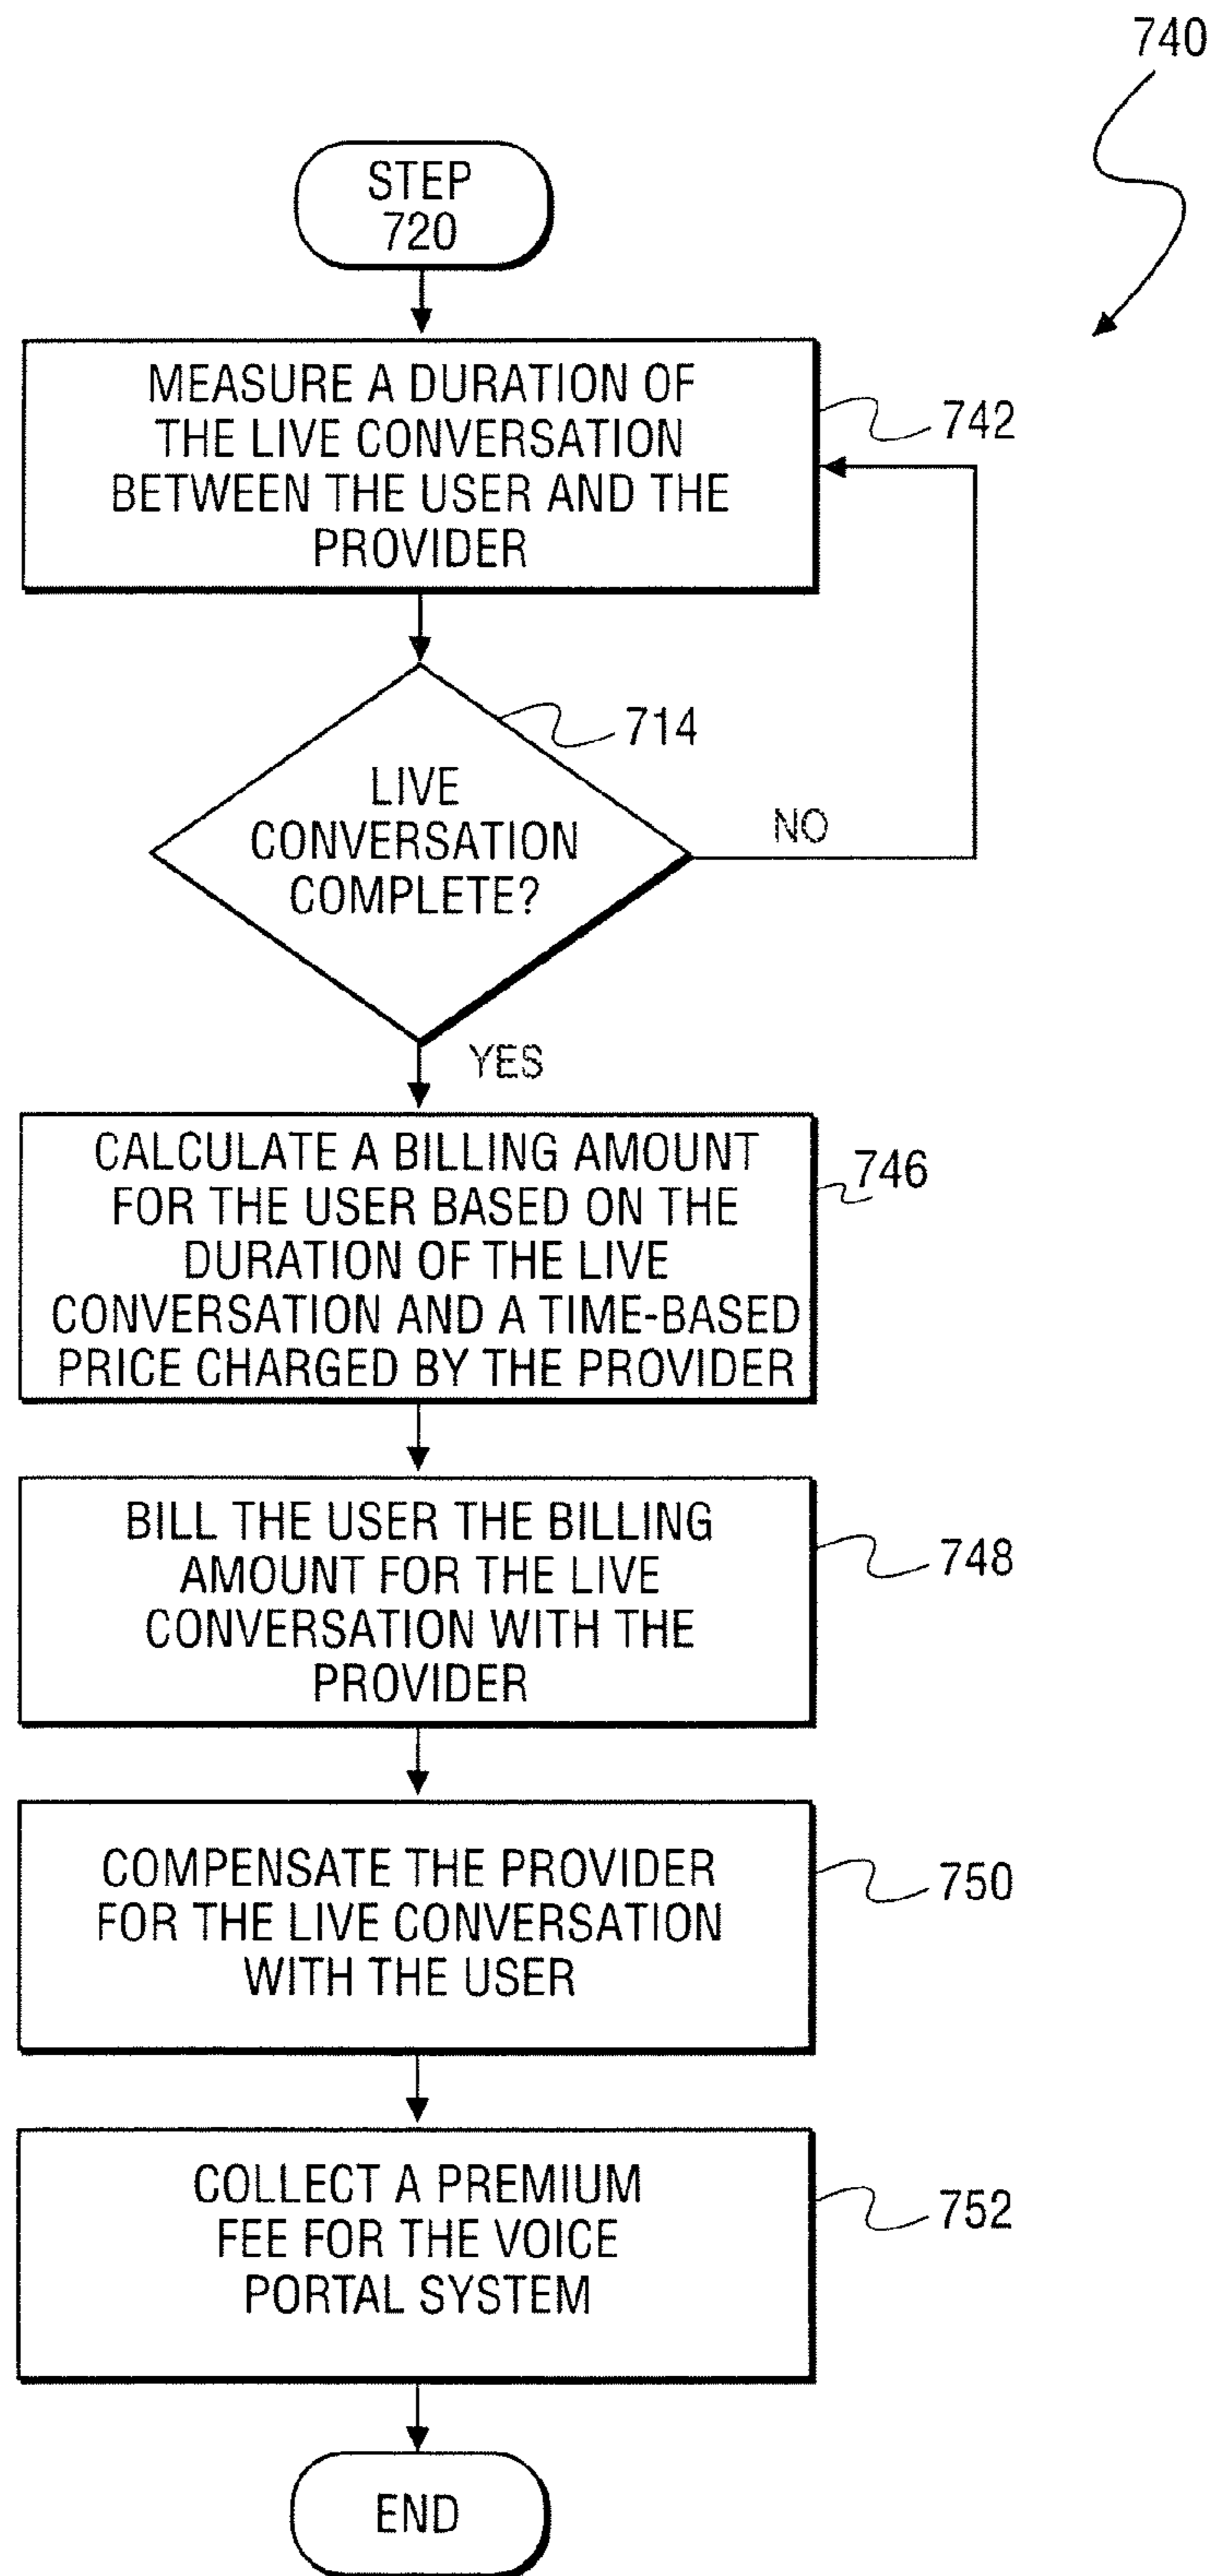 740
STEP
720
MEASURE A DURATION OF
THE LIVE CONVERSATION
BETWEEN THE USER AND THE
PROVIDER
742
714
LIVE
CONVERSATION
COMPLETE?
NO
YES
CALCULATE A BILLING AMOUNT
FOR THE USER BASED ON THE
DURATION OF THE LIVE
CONVERSATION AND A TIME-BASED
PRICE CHARGED BY THE PROVIDER
746
BILL THE USER THE BILLING
AMOUNT FOR THE LIVE
CONVERSATION WITH THE
PROVIDER
748
COMPENSATE THE PROVIDER
FOR THE LIVE CONVERSATION
WITH THE USER
750
COLLECT A PREMIUM
FEE FOR THE VOICE
PORTAL SYSTEM
752
END